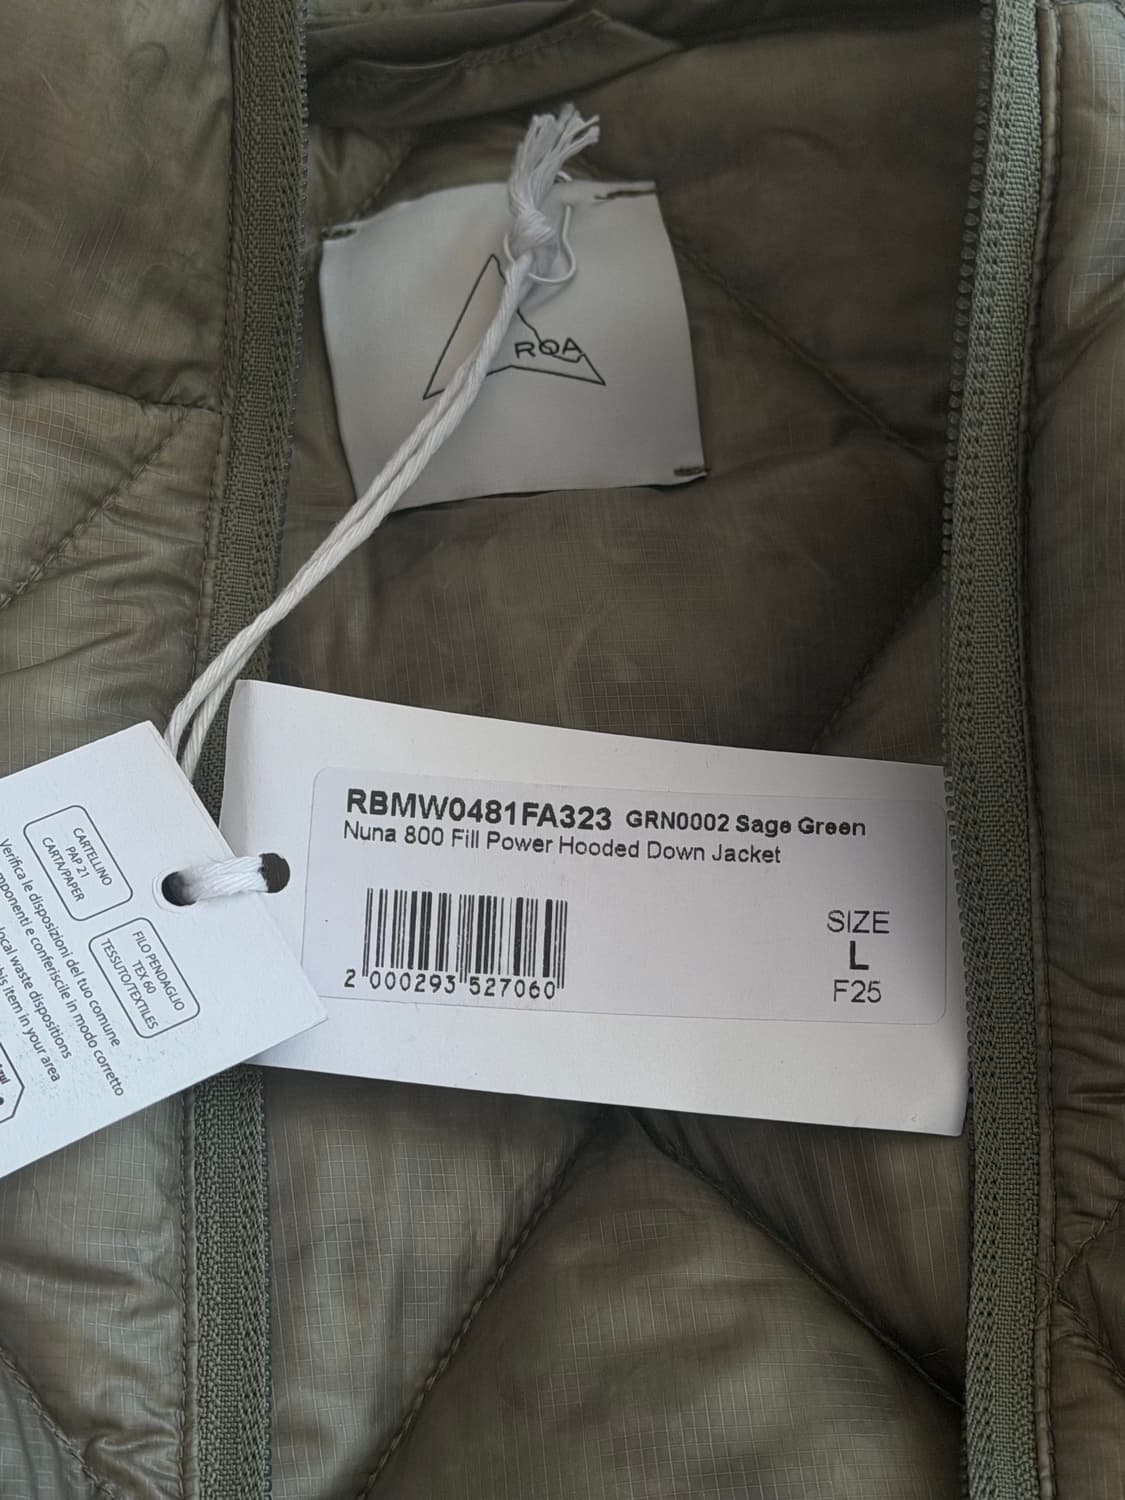 ROA
RBMW0481FA323 GRN0002 Sage Green
Nuna 800 Fill Power Hooded Down Jacket
2 000293 527060
SIZE
L
F25
CARTELLINO
PAP 21
CARTA/PAPER
FILO PENDAGLIO
TEX 60
TESSUTO/TEXTILES
Verifica le disposizioni del tuo comune
e conferiscile in modo corretto
local waste dispositions
item in your area